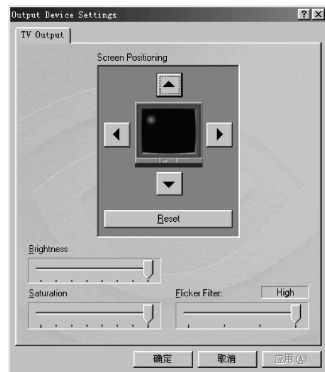 Output Device Settings
TV Output
Screen Positioning
Reset
Brightness
Saturation
Flicker Filter:
High
确定
取消
应用(A)